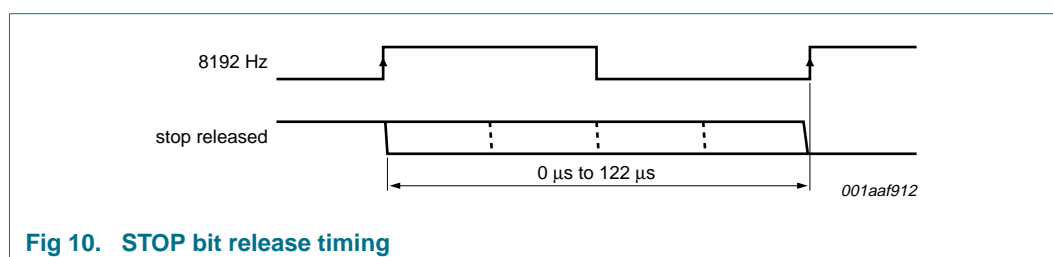 8192 Hz
stop released
0 μs to 122 μs
001aaf912
Fig 10. STOP bit release timing